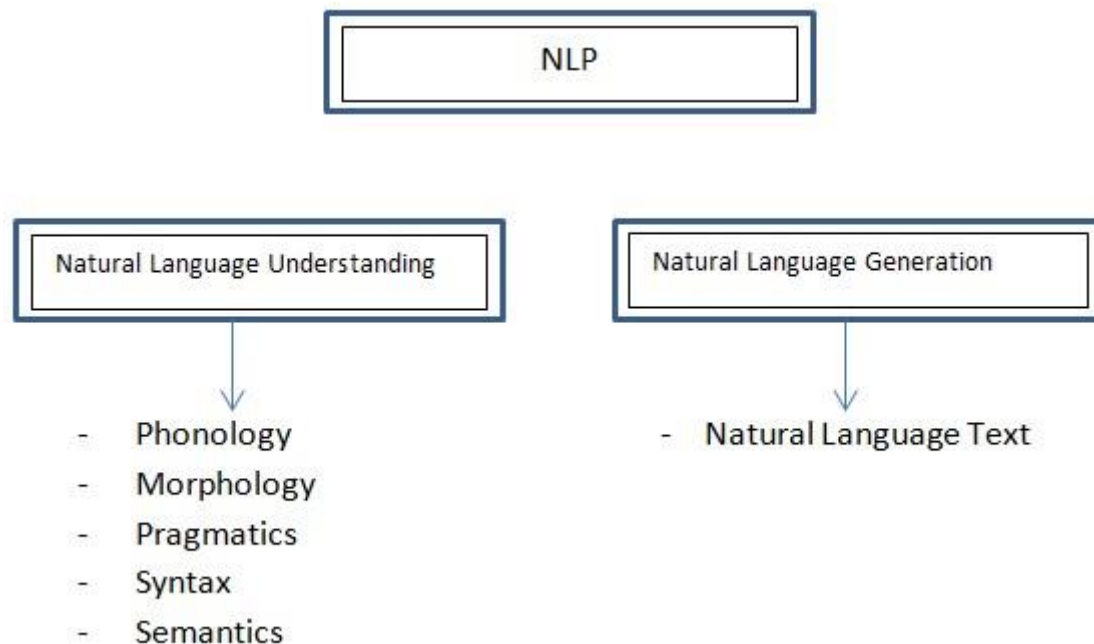 NLP
Natural Language Understanding
Natural Language Generation
- Phonology
- Morphology
- Pragmatics
- Syntax
- Semantics
- Natural Language Text